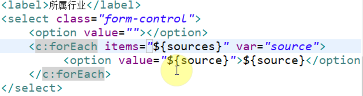 <label>所属行业</label>
<select class="form-control">
<option value=""></option>
<c:forEach items="${sources}" var="source">
<option value="${source}">${source}</option
</c:forEach>
</select>